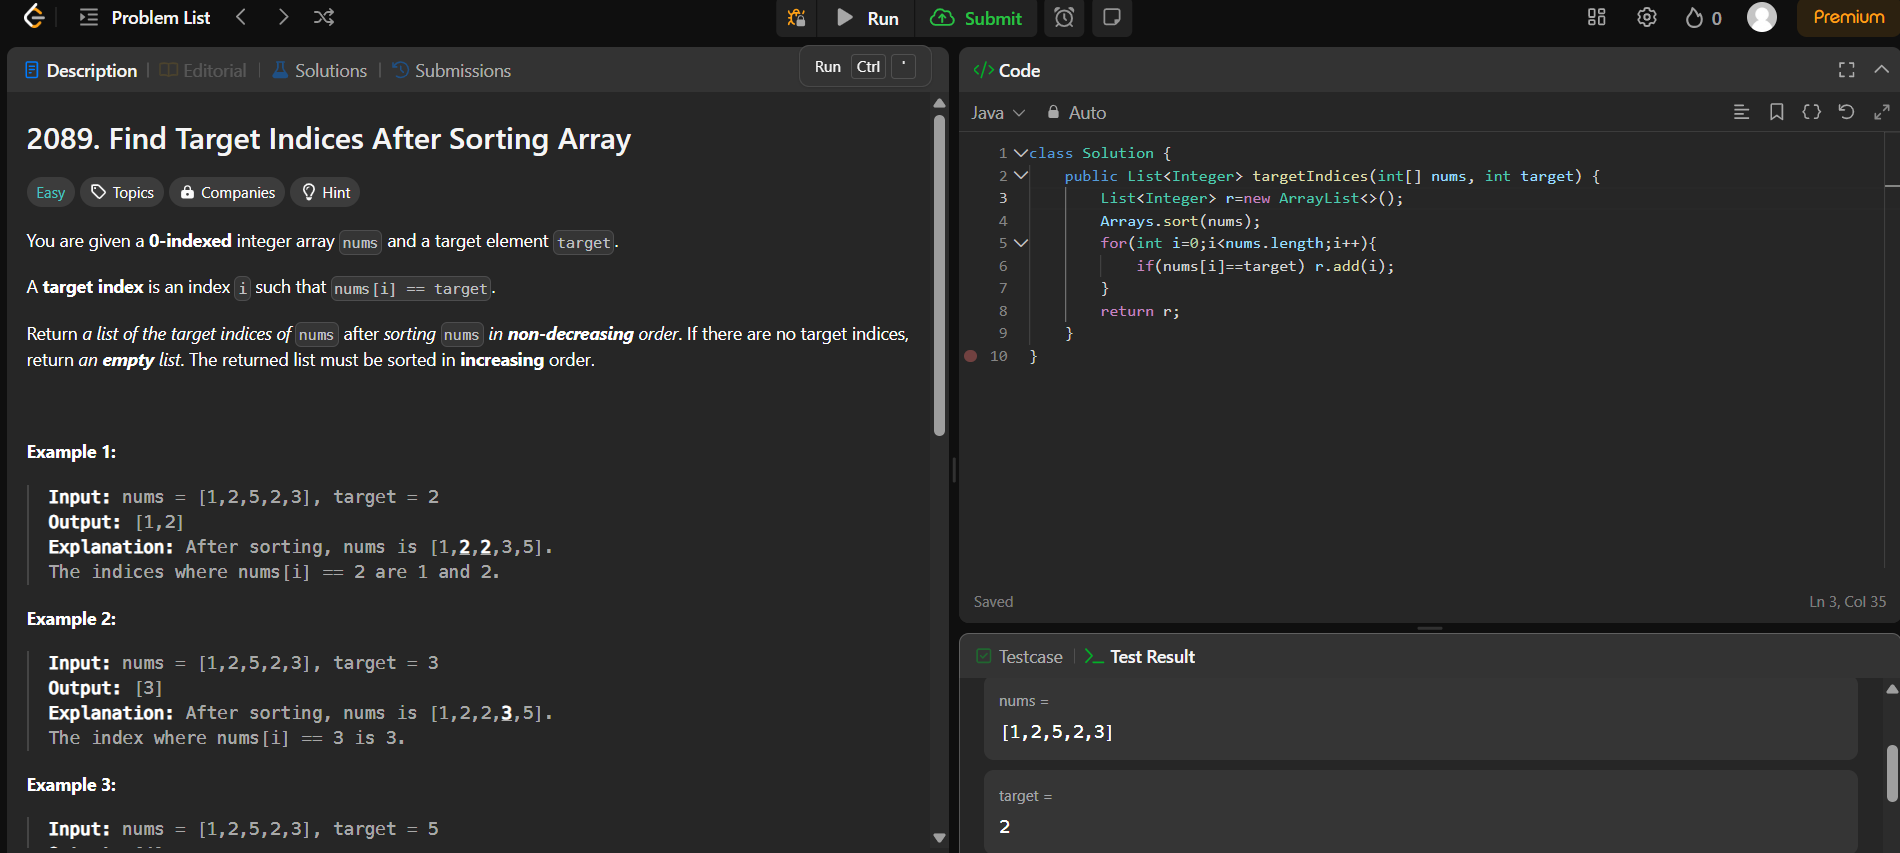 Problem List
Run
Submit
0
Premium
Description
Editorial
Solutions
Submissions
Run Ctrl '
2089. Find Target Indices After Sorting Array
Easy
Topics
Companies
Hint
You are given a 0-indexed integer array nums and a target element target.
A target index is an index i such that nums[i] == target.
Return a list of the target indices of nums after sorting nums in non-decreasing order. If there are no target indices,
return an empty list. The returned list must be sorted in increasing order.
Example 1:
Input: nums = [1,2,5,2,3], target = 2
Output: [1,2]
Explanation: After sorting, nums is [1,2,2,3,5].
The indices where nums[i] == 2 are 1 and 2.
Example 2:
Input: nums = [1,2,5,2,3], target = 3
Output: [3]
Explanation: After sorting, nums is [1,2,2,3,5].
The index where nums[i] == 3 is 3.
Example 3:
Input: nums = [1,2,5,2,3], target = 5
</> Code
Java
Auto
1 class Solution {
2 public List<Integer> targetIndices(int[] nums, int target) {
3 List<Integer> r=new ArrayList<>();
4 Arrays.sort(nums);
5 for(int i=0;i<nums.length;i++){
6 if(nums[i]==target) r.add(i);
7 }
8 return r;
9 }
10 }
Saved
Ln 3, Col 35
Testcase
Test Result
nums =
[1,2,5,2,3]
target =
2